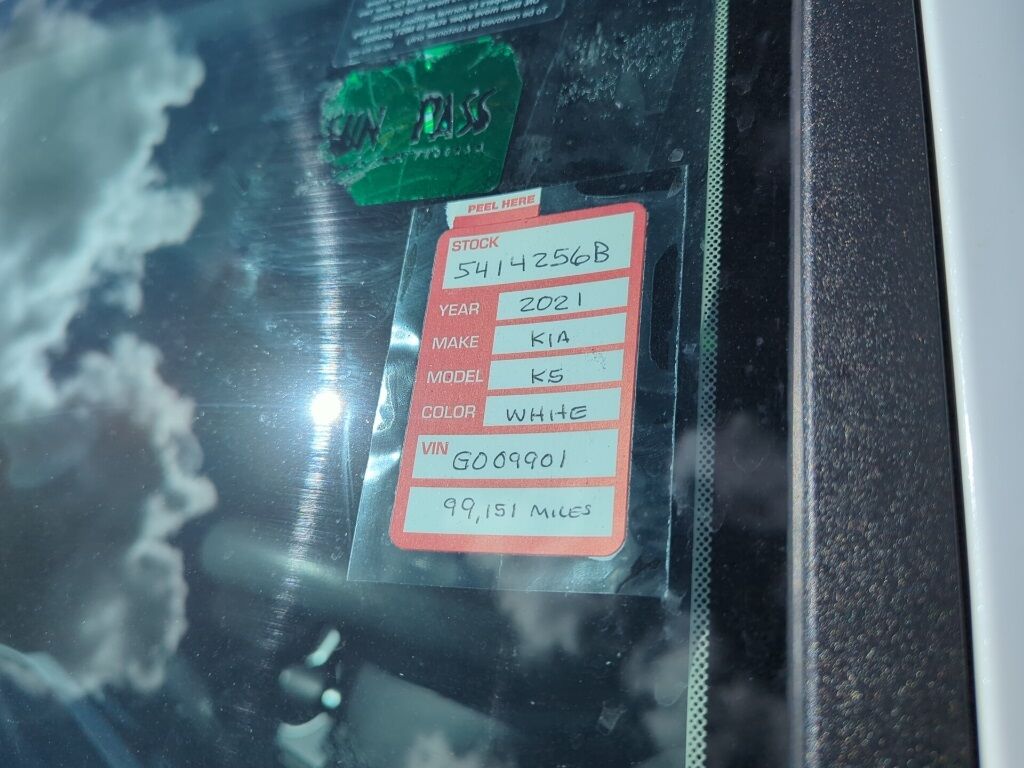 SUN PASS
PEEL HERE
STOCK
5414256B
YEAR 2021
MAKE KIA
MODEL K5
COLOR WHITE
VIN
G009901
99,151 MILES